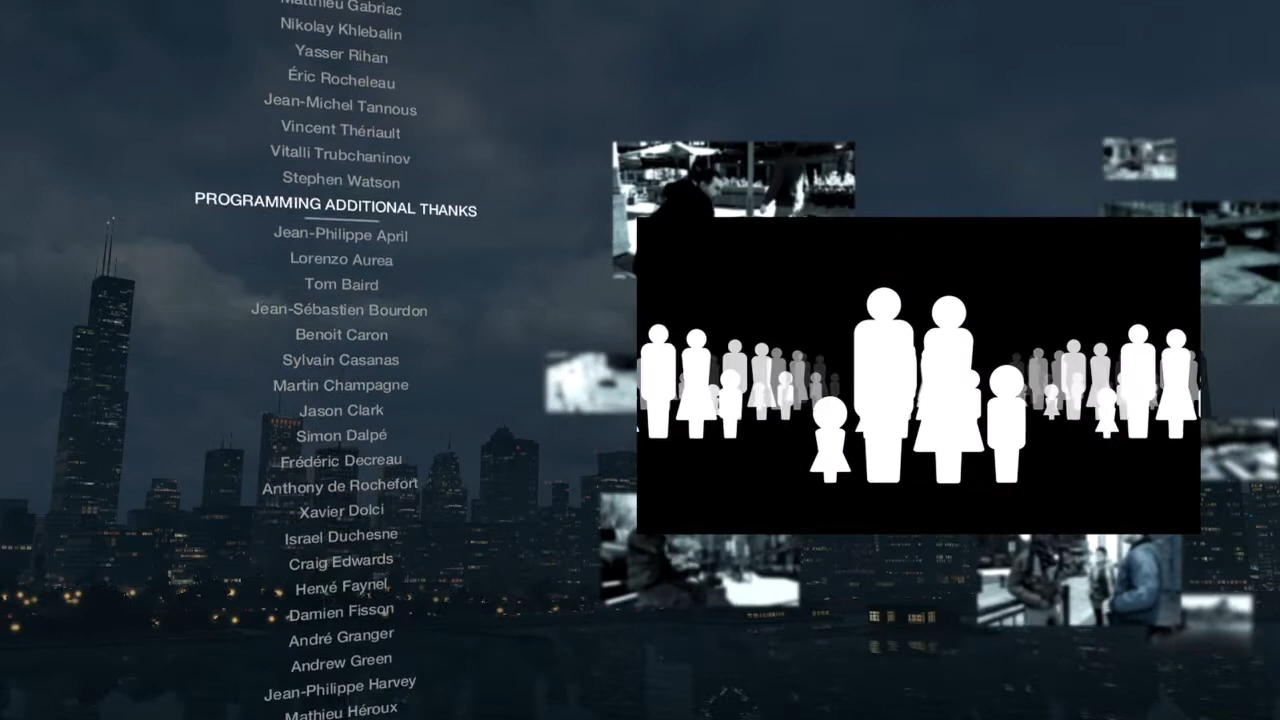 Matthieu Gabriac
Nikolay Khlebalin
Yasser Rihan
Éric Rocheleau
Jean-Michel Tannous
Vincent Thériault
Vitalli Trubchaninov
Stephen Watson
PROGRAMMING ADDITIONAL THANKS
Jean-Philippe April
Lorenzo Aurea
Tom Baird
Jean-Sébastien Bourdon
Benoit Caron
Sylvain Casanas
Martin Champagne
Jason Clark
Simon Dalpé
Frédéric Decreau
Anthony de Rochefort
Xavier Dolci
Israel Duchesne
Craig Edwards
Hervé Faynel
Damien Fisson
André Granger
Andrew Green
Jean-Philippe Harvey
Mathieu Héroux